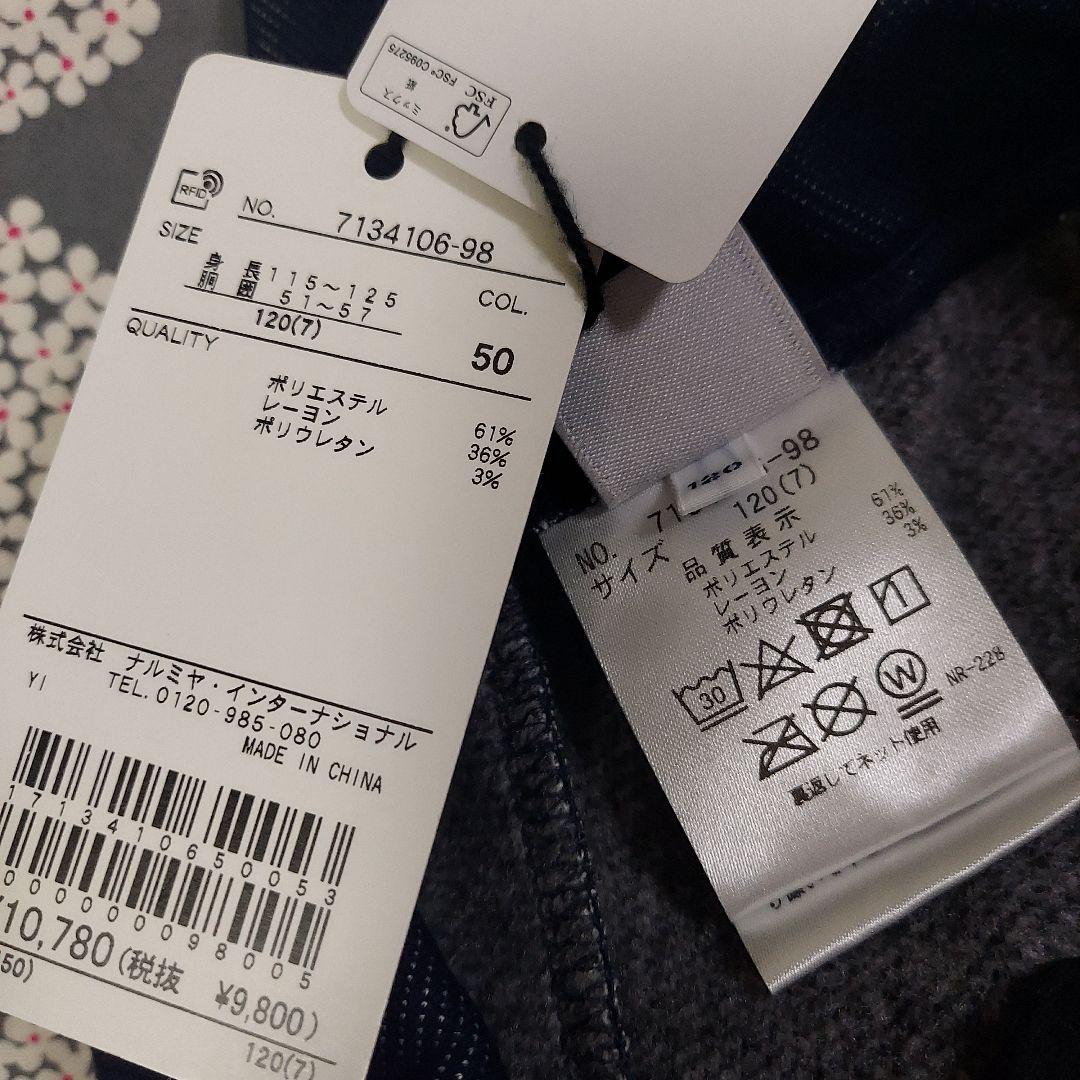 ミックス
紙
FSC
FSC® C095275
RFID
NO. 7134106-98
SIZE
身長 115～125
胴囲 51～57
120(7)
COL.
50
QUALITY
ポリエステル 61%
レーヨン 36%
ポリウレタン 3%
株式会社 ナルミヤ・インターナショナル
YI TEL.0120-985-080
MADE IN CHINA
1713410650053
¥10,780(税抜 ¥9,800)
120(7)
120
NO. 71 -98
サイズ 120(7)
品質表示
ポリエステル 61%
レーヨン 36%
ポリウレタン 3%
30
1
W
NR-228
裏返してネット使用